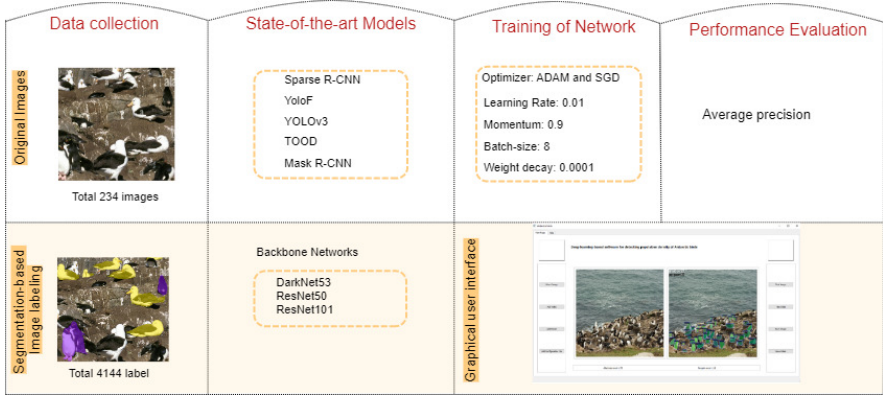 Data collection
State-of-the-art Models
Training of Network
Performance Evaluation
Original Images
Total 234 images
Sparse R-CNN
YoloF
YOLOv3
TOOD
Mask R-CNN
Optimizer: ADAM and SGD
Learning Rate: 0.01
Momentum: 0.9
Batch-size: 8
Weight decay: 0.0001
Average precision
Segmentation-based
Image labeling
Total 4144 label
Backbone Networks
DarkNet53
ResNet50
ResNet101
Graphical user interface